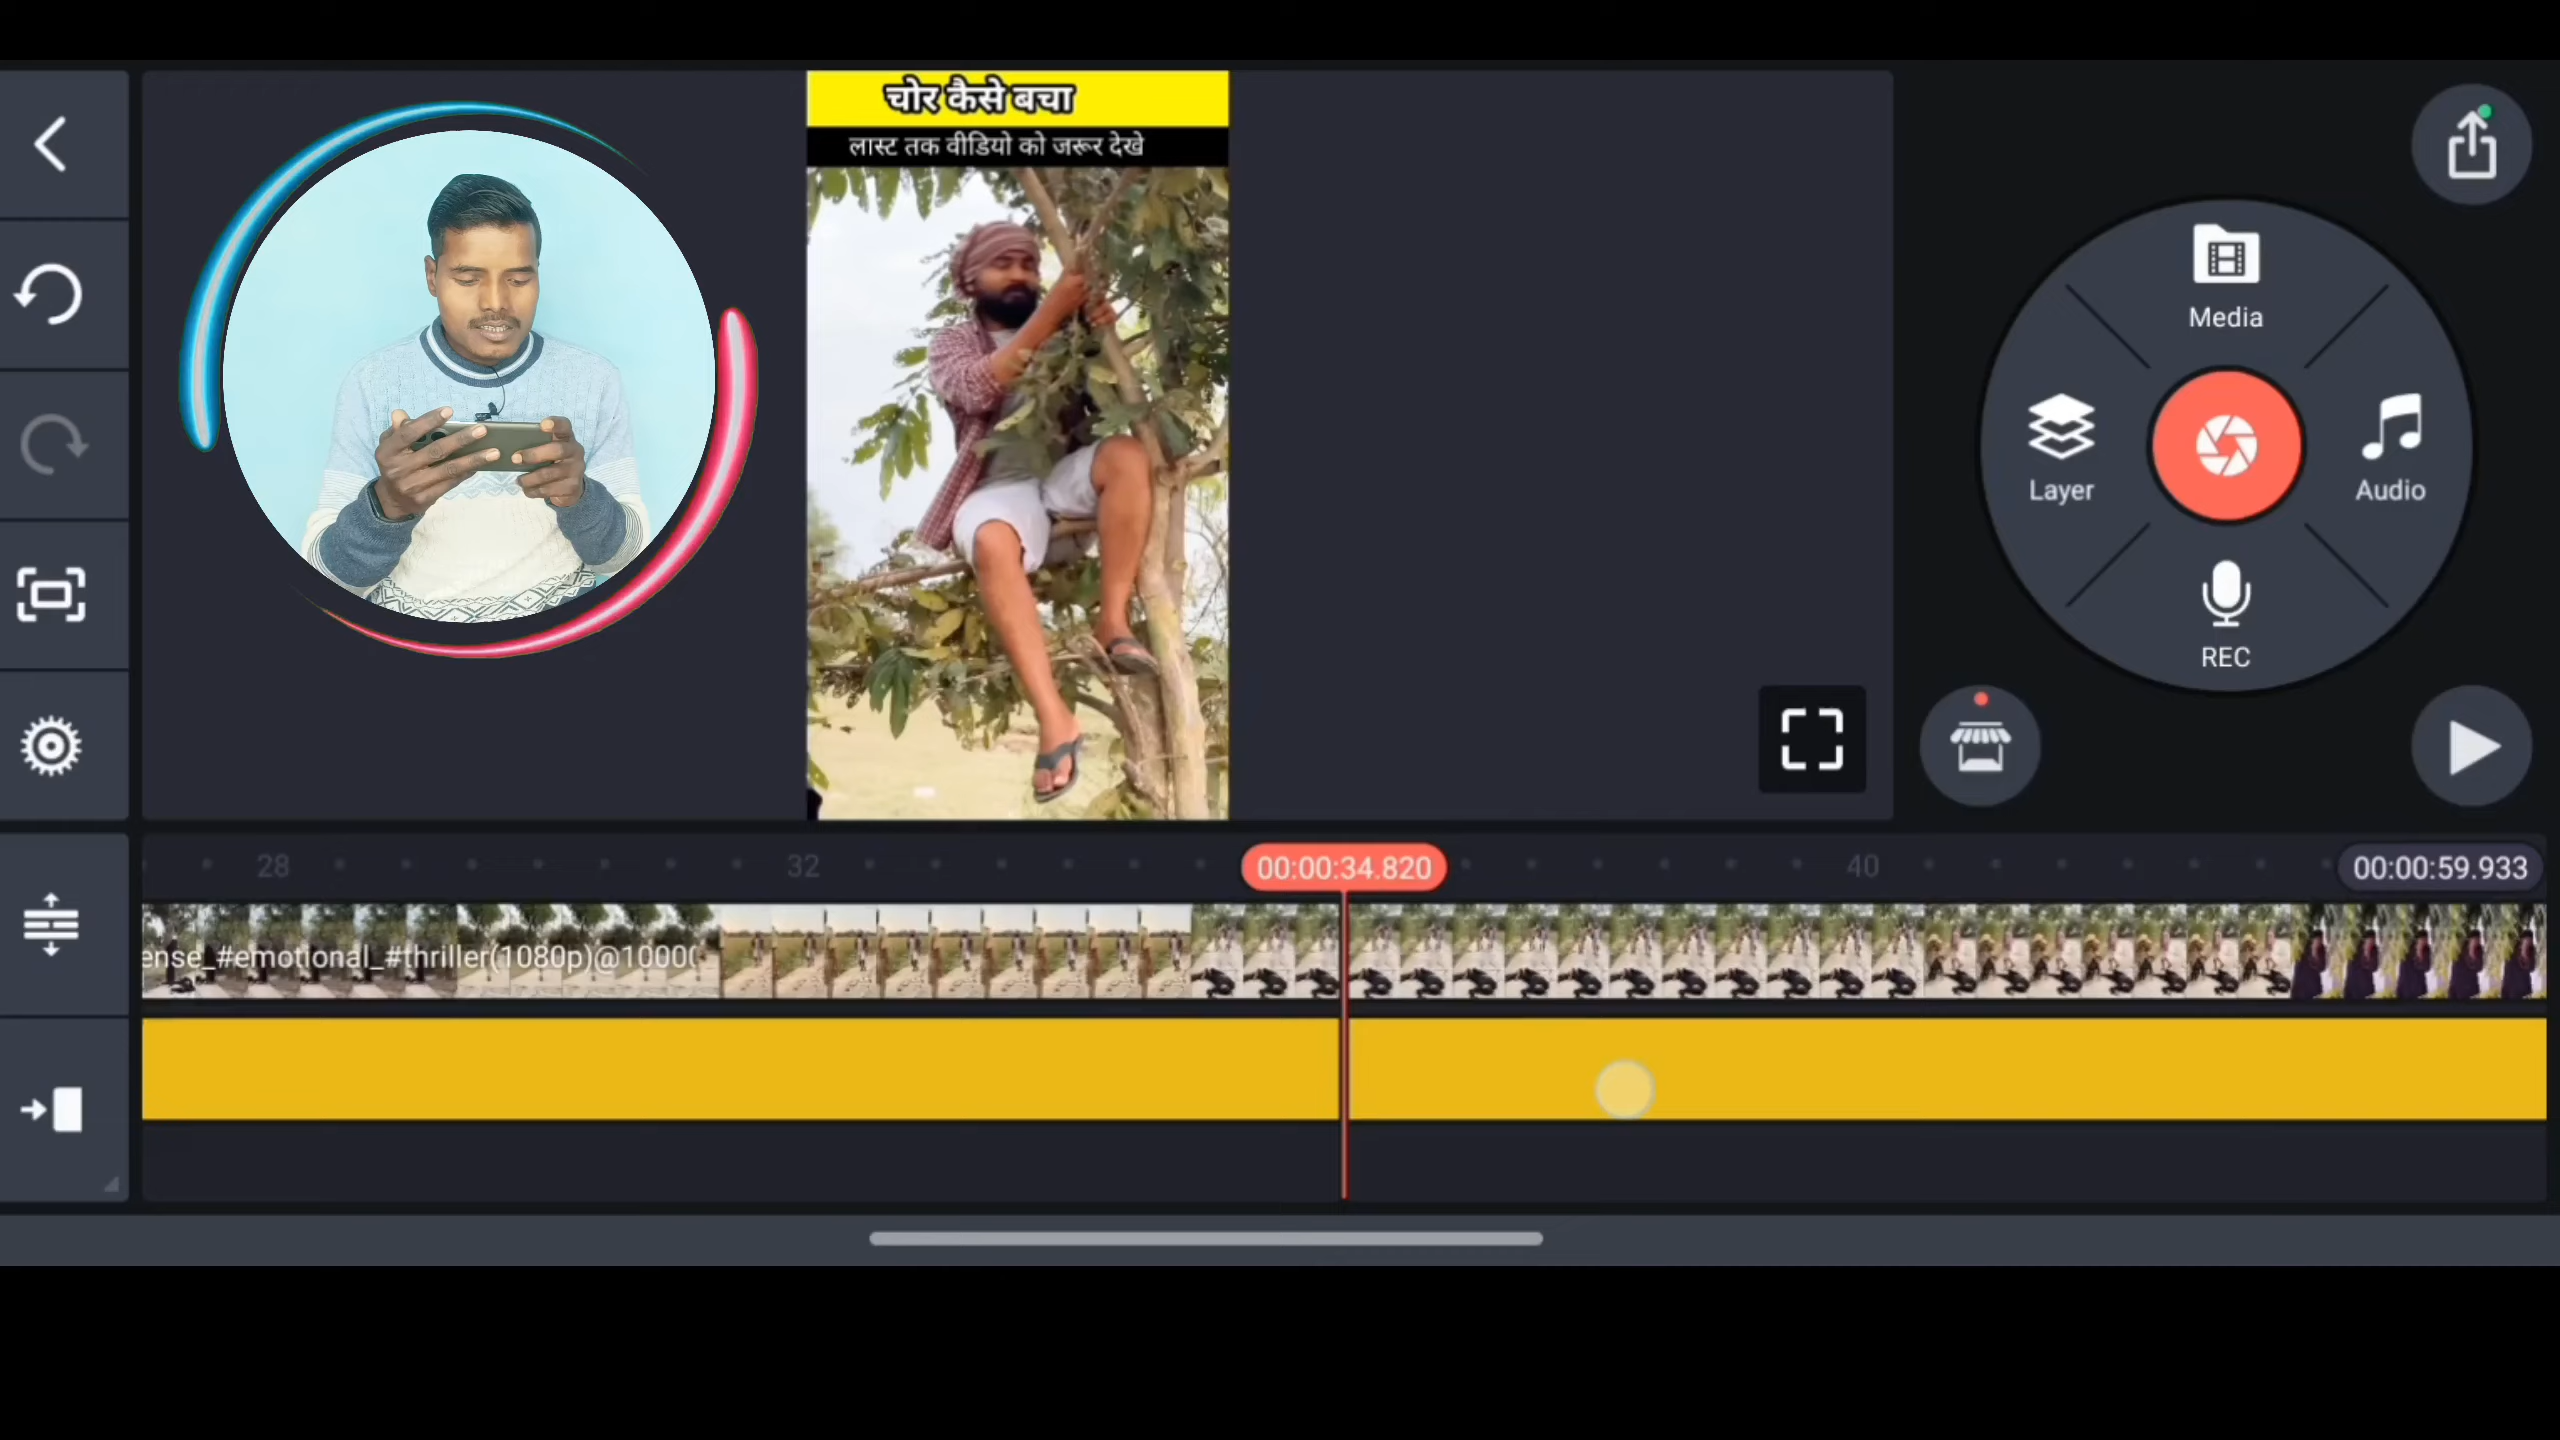 चोर कैसे बचा
लास्ट तक वीडियो को जरूर देखे
Media
Layer
Audio
REC
28
32
00:00:34.820
40
00:00:59.933
ense_#emotional_#thriller(1080p)@1000